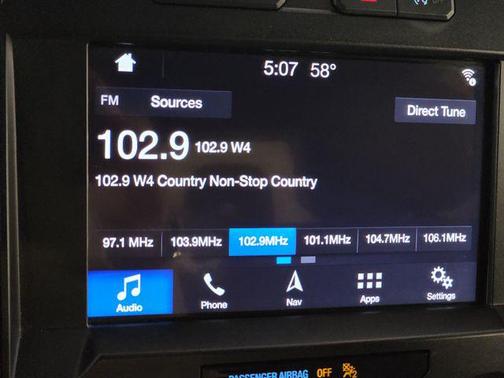 5:07 58°
FM Sources
Direct Tune
102.9 102.9 W4
102.9 W4 Country Non-Stop Country
97.1 MHz 103.9MHz 102.9MHz 101.1MHz 104.7MHz 106.1MHz
Audio Phone Nav Apps Settings
PASSENGER AIRBAG OFF 2